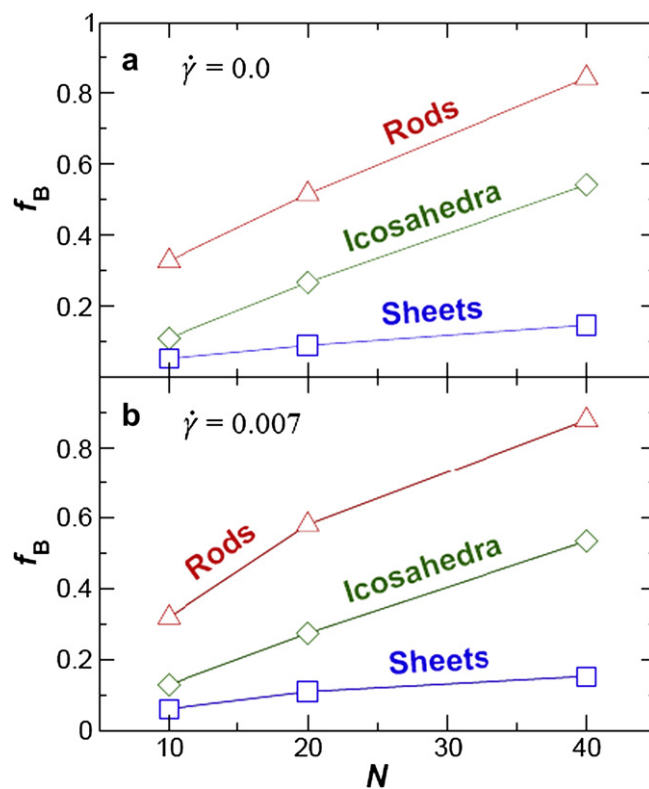 1
a
γ̇ = 0.0
0.8
Rods
0.6
f_B
Icosahedra
0.4
Sheets
0.2
b
γ̇ = 0.007
0.8
Rods
0.6
f_B
Icosahedra
0.4
Sheets
0.2
0
10 20 30 40
N